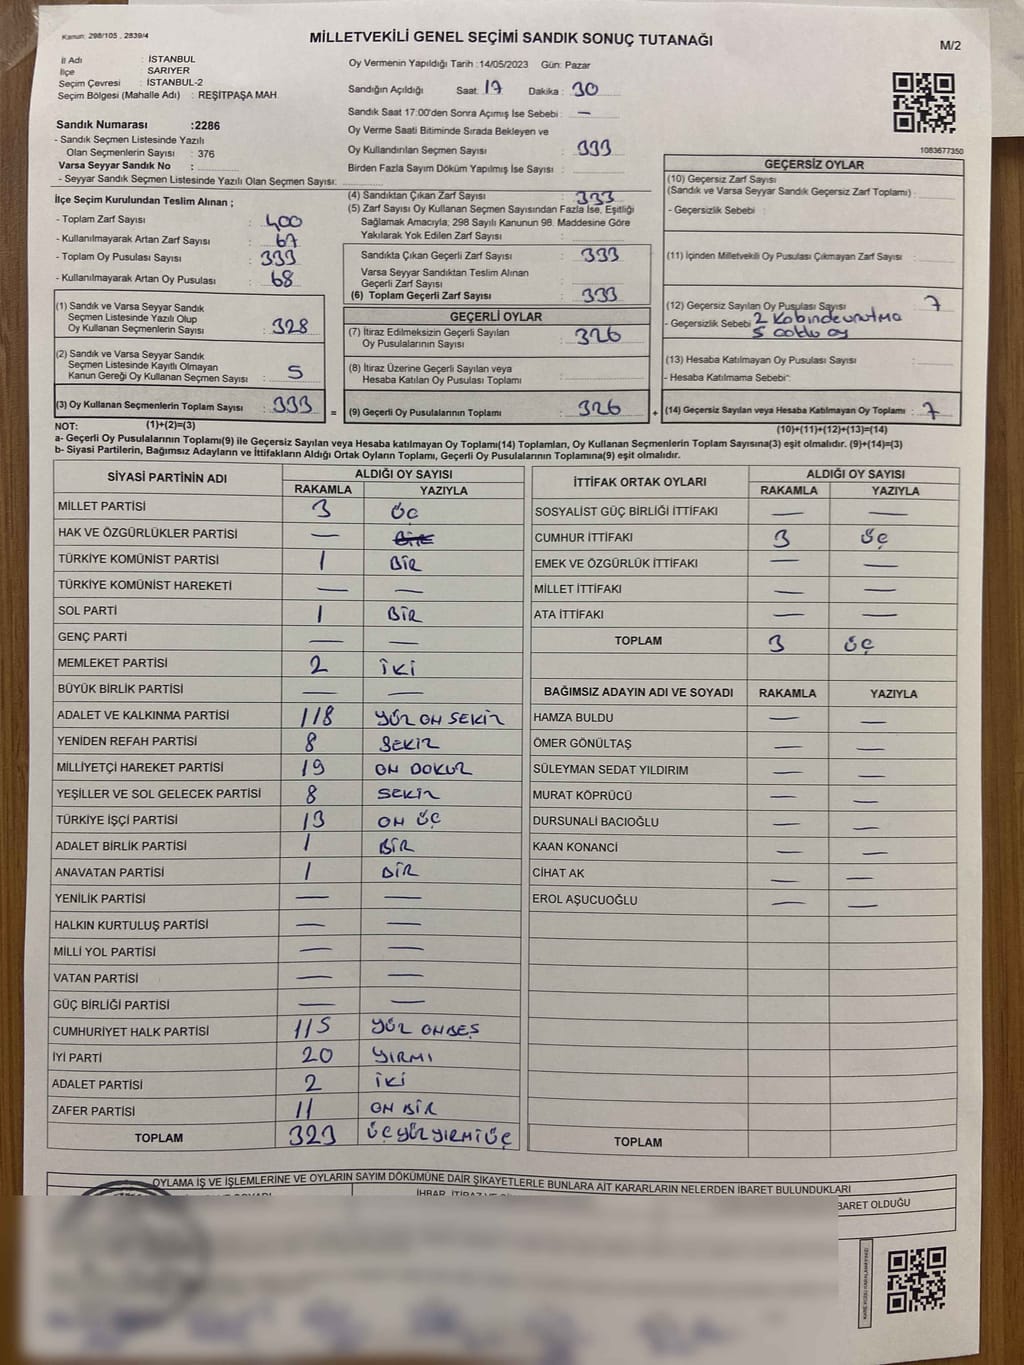 Kanun: 298/105 , 2839/4
MİLLETVEKİLİ GENEL SEÇİMİ SANDIK SONUÇ TUTANAĞI
M/2
İl Adı : İSTANBUL
İlçe : SARIYER
Seçim Çevresi : İSTANBUL-2
Seçim Bölgesi (Mahalle Adı) : REŞİTPAŞA MAH.
Sandık Numarası :2286
- Sandık Seçmen Listesinde Yazılı
Olan Seçmenlerin Sayısı : 376
Varsa Seyyar Sandık No :
- Seyyar Sandık Seçmen Listesinde Yazılı Olan Seçmen Sayısı:
İlçe Seçim Kurulundan Teslim Alınan ;
- Toplam Zarf Sayısı : 400
- Kullanılmayarak Artan Zarf Sayısı : 67
- Toplam Oy Pusulası Sayısı : 333
- Kullanılmayarak Artan Oy Pusulası : 68
(1) Sandık ve Varsa Seyyar Sandık
Seçmen Listesinde Yazılı Olup
Oy Kullanan Seçmenlerin Sayısı : 328
(2) Sandık ve Varsa Seyyar Sandık
Seçmen Listesinde Kayıtlı Olmayan
Kanun Gereği Oy Kullanan Seçmen Sayısı : 5
(3) Oy Kullanan Seçmenlerin Toplam Sayısı : 333
(1)+(2)=(3)
Oy Vermenin Yapıldığı Tarih :14/05/2023 Gün: Pazar
Sandığın Açıldığı Saat: 17 Dakika : 30
Sandık Saat 17:00'den Sonra Açımış İse Sebebi : —
Oy Verme Saati Bitiminde Sırada Bekleyen ve
Oy Kullandırılan Seçmen Sayısı : 333
Birden Fazla Sayım Döküm Yapılmış İse Sayısı :
(4) Sandıktan Çıkan Zarf Sayısı : 333
(5) Zarf Sayısı Oy Kullanan Seçmen Sayısından Fazla İse, Eşitliği
Sağlamak Amacıyla; 298 Sayılı Kanunun 98. Maddesine Göre
Yakılarak Yok Edilen Zarf Sayısı :
Sandıkta Çıkan Geçerli Zarf Sayısı : 333
Varsa Seyyar Sandıktan Teslim Alınan
Geçerli Zarf Sayısı :
(6) Toplam Geçerli Zarf Sayısı : 333
GEÇERLİ OYLAR
(7) İtiraz Edilmeksizin Geçerli Sayılan
Oy Pusulalarının Sayısı : 326
(8) İtiraz Üzerine Geçerli Sayılan veya
Hesaba Katılan Oy Pusulası Toplamı :
= (9) Geçerli Oy Pusulalarının Toplamı : 326
1083677350
GEÇERSİZ OYLAR
(10) Geçersiz Zarf Sayısı
(Sandık ve Varsa Seyyar Sandık Geçersiz Zarf Toplamı) :
- Geçersizlik Sebebi :
(11) İçinden Milletvekili Oy Pusulası Çıkmayan Zarf Sayısı :
(12) Geçersiz Sayılan Oy Pusulası Sayısı : 7
- Geçersizlik Sebebi 2 Kabinde unutma
(13) Hesaba Katılmayan Oy Pusulası Sayısı :
- Hesaba Katılmama Sebebi :
+ (14) Geçersiz Sayılan veya Hesaba Katılmayan Oy Toplamı : 7
(10)+(11)+(12)+(13)=(14)
NOT:
a- Geçerli Oy Pusulalarının Toplamı(9) ile Geçersiz Sayılan veya Hesaba katılmayan Oy Toplamı(14) Toplamları, Oy Kullanan Seçmenlerin Toplam Sayısına(3) eşit olmalıdır. (9)+(14)=(3)
b- Siyasi Partilerin, Bağımsız Adayların ve İttifakların Aldığı Ortak Oyların Toplamı, Geçerli Oy Pusulalarının Toplamına(9) eşit olmalıdır.
SİYASİ PARTİNİN ADI ALDIĞI OY SAYISI
RAKAMLA YAZIYLA
MİLLET PARTİSİ 3 ÜÇ
HAK VE ÖZGÜRLÜKLER PARTİSİ — BİR
TÜRKİYE KOMÜNİST PARTİSİ 1 BİR
TÜRKİYE KOMÜNİST HAREKETİ — —
SOL PARTİ 1 BİR
GENÇ PARTİ — —
MEMLEKET PARTİSİ 2 İKİ
BÜYÜK BİRLİK PARTİSİ — —
ADALET VE KALKINMA PARTİSİ 118 YÜZ ON SEKİZ
YENİDEN REFAH PARTİSİ 8 SEKİZ
MİLLİYETÇİ HAREKET PARTİSİ 19 ON DOKUZ
YEŞİLLER VE SOL GELECEK PARTİSİ 8 SEKİZ
TÜRKİYE İŞÇİ PARTİSİ 13 ON ÜÇ
ADALET BİRLİK PARTİSİ 1 BİR
ANAVATAN PARTİSİ 1 BİR
YENİLİK PARTİSİ — —
HALKIN KURTULUŞ PARTİSİ — —
MİLLİ YOL PARTİSİ — —
VATAN PARTİSİ — —
GÜÇ BİRLİĞİ PARTİSİ — —
CUMHURİYET HALK PARTİSİ 115 YÜZ ONBEŞ
İYİ PARTİ 20 YIRMI
ADALET PARTİSİ 2 İKİ
ZAFER PARTİSİ 11 ON BİR
TOPLAM 323 ÜÇYÜZYIRMİÜÇ
İTTİFAK ORTAK OYLARI ALDIĞI OY SAYISI
RAKAMLA YAZIYLA
SOSYALİST GÜÇ BİRLİĞİ İTTİFAKI — —
CUMHUR İTTİFAKI 3 ÜÇ
EMEK VE ÖZGÜRLÜK İTTİFAKI — —
MİLLET İTTİFAKI — —
ATA İTTİFAKI — —
TOPLAM 3 ÜÇ
BAĞIMSIZ ADAYIN ADI VE SOYADI RAKAMLA YAZIYLA
HAMZA BULDU — —
ÖMER GÖNÜLTAŞ — —
SÜLEYMAN SEDAT YILDIRIM — —
MURAT KÖPRÜCÜ — —
DURSUNALİ BACIOĞLU — —
KAAN KONANCİ — —
CİHAT AK — —
EROL AŞUCUOĞLU — —
TOPLAM
OYLAMA İŞ VE İŞLEMLERİNE VE OYLARIN SAYIM DÖKÜMÜNE DAİR ŞİKAYETLERLE BUNLARA AİT KARARLARIN NELERDEN İBARET BULUNDUKLARI
BARET OLDUĞU